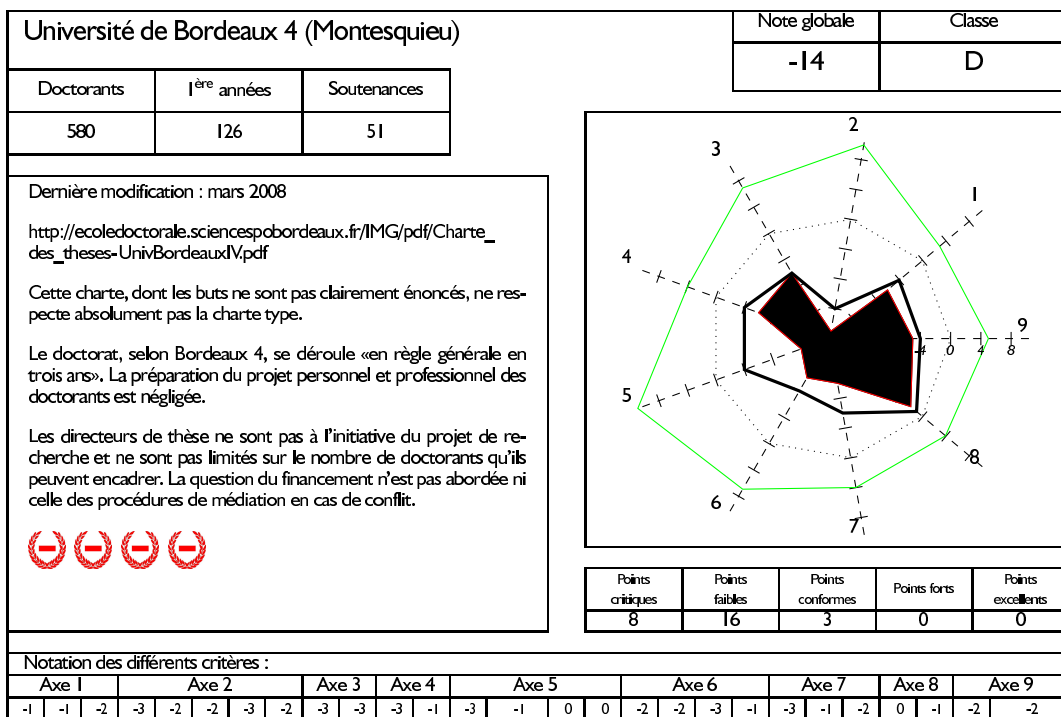 Université de Bordeaux 4 (Montesquieu)
Note globale Classe
-14 D
Doctorants 1ère années Soutenances
580 126 51
Dernière modification : mars 2008
http://ecoledoctorale.sciencespobordeaux.fr/IMG/pdf/Charte_
des_theses-UnivBordeauxIV.pdf
Cette charte, dont les buts ne sont pas clairement énoncés, ne res-
pecte absolument pas la charte type.
Le doctorat, selon Bordeaux 4, se déroule «en règle générale en
trois ans». La préparation du projet personnel et professionnel des
doctorants est négligée.
Les directeurs de thèse ne sont pas à l'initiative du projet de re-
cherche et ne sont pas limités sur le nombre de doctorants qu'ils
peuvent encadrer. La question du financement n'est pas abordée ni
celle des procédures de médiation en cas de conflit.
2
3
1
4
9
-4 0 4 8
5
8
6
7
Points critiques Points faibles Points conformes Points forts Points excellents
8 16 3 0 0
Notation des différents critères :
Axe 1 Axe 2 Axe 3 Axe 4 Axe 5 Axe 6 Axe 7 Axe 8 Axe 9
-1 -1 -2 -3 -2 -2 -3 -2 -3 -3 -3 -1 -3 -1 0 0 -2 -2 -3 -1 -3 -1 -2 0 -1 -2 -2